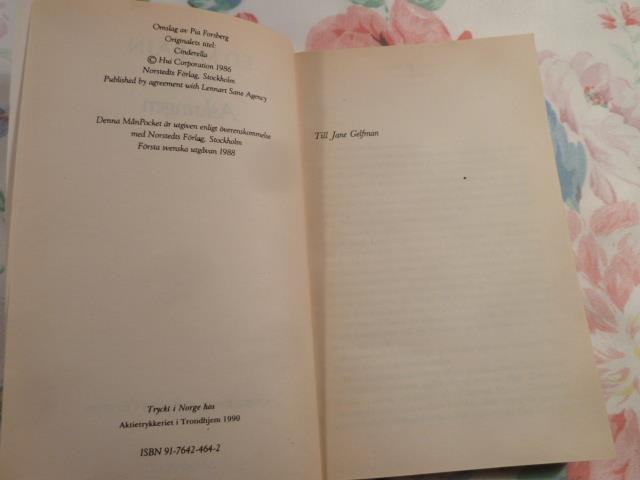 Omslag av Pia Forsberg
Originalets titel:
Cinderella
© Hui Corporation 1986
Norstedts Förlag, Stockholm
Published by agreement with Lennart Sane Agency
Denna MånPocket är utgiven enligt överenskommelse
med Norstedts Förlag, Stockholm
Första svenska utgåvan 1988
Tryckt i Norge hos
Aktietrykkeriet i Trondhjem 1990
ISBN 91-7642-464-2
Till Jane Gelfman